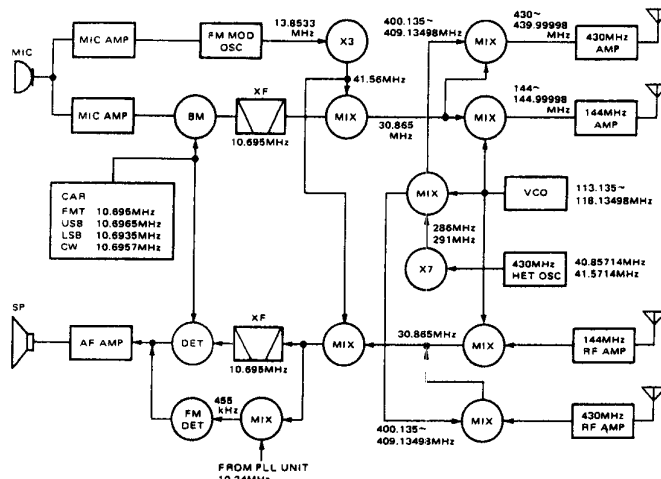 MIC
MIC AMP
FM MOD
OSC
13.8533
MHz
X3
400.135~
409.13498MHz
MIX
430~
439.99998
MHz
430MHz
AMP
41.56MHz
MIC AMP
BM
XF
10.695MHz
MIX
30.865
MHz
MIX
144~
144.99998
MHz
144MHz
AMP
CAR
FMT 10.695MHz
USB 10.6965MHz
LSB 10.6935MHz
CW 10.6957MHz
MIX
VCO
113.135~
118.13498MHz
286MHz
291MHz
X7
430MHz
HET OSC
40.85714MHz
41.5714MHz
SP
AF AMP
DET
XF
10.695MHz
MIX
30.865MHz
MIX
144MHz
RF AMP
FM
DET
455
kHz
MIX
400.135~
409.13498MHz
MIX
430MHz
RF AMP
FROM PLL UNIT
10.24MHz